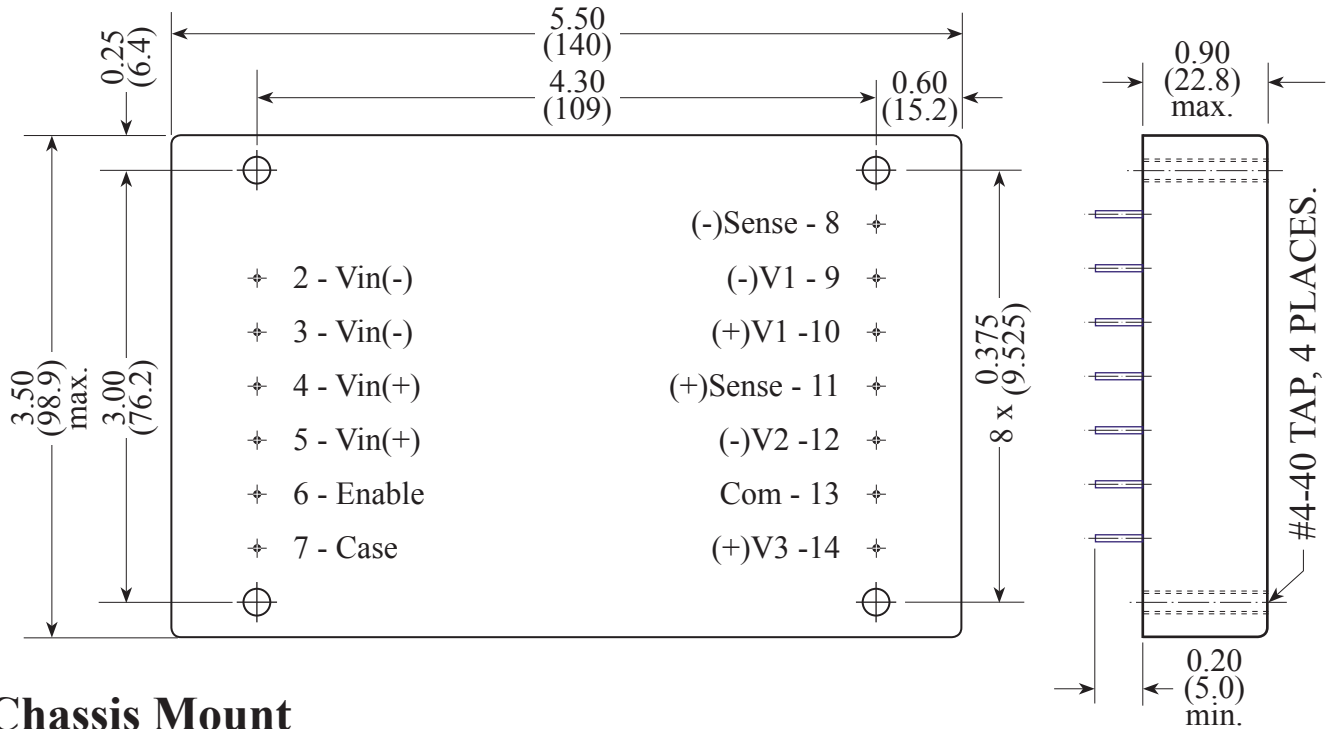 5.50
(140)
4.30
(109)
0.60
(15.2)
0.25
(6.4)
0.90
(22.8)
max.
3.50
(98.9)
max.
3.00
(76.2)
2 - Vin(-)
3 - Vin(-)
4 - Vin(+)
5 - Vin(+)
6 - Enable
7 - Case
(-)Sense - 8
(-)V1 - 9
(+)V1 -10
(+)Sense - 11
(-)V2 -12
Com - 13
(+)V3 -14
8 x 0.375
(9.525)
#4-40 TAP, 4 PLACES.
0.20
(5.0)
min.
Chassis Mount